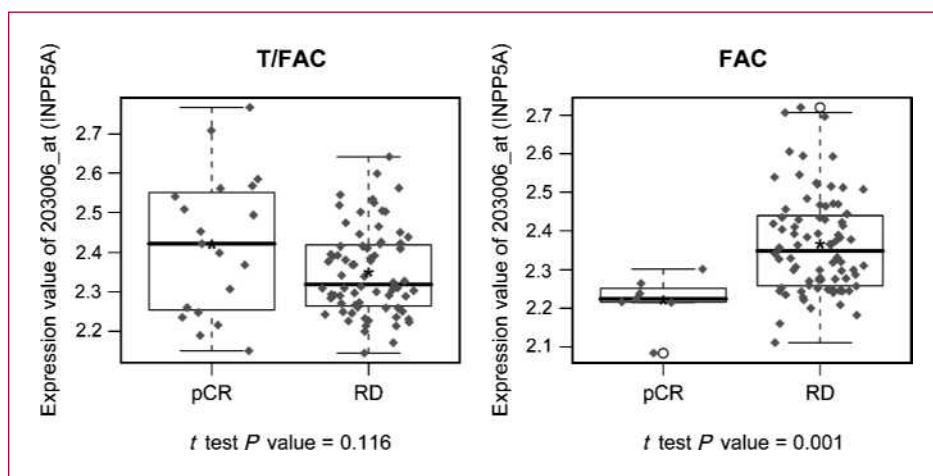 T/FAC
Expression value of 203006_at (INPP5A)
2.7
2.6
2.5
2.4
2.3
2.2
pCR
RD
t test P value = 0.116
FAC
Expression value of 203006_at (INPP5A)
2.7
2.6
2.5
2.4
2.3
2.2
2.1
pCR
RD
t test P value = 0.001